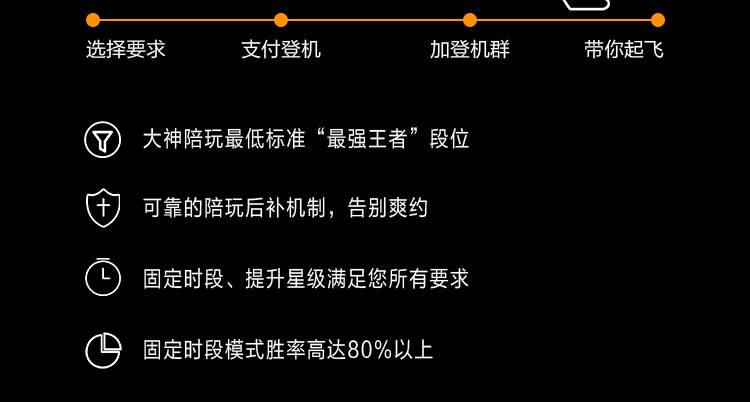 选择要求 支付登机 加登机群 带你起飞
大神陪玩最低标准“最强王者”段位
可靠的陪玩后补机制，告别爽约
固定时段、提升星级满足您所有要求
固定时段模式胜率高达80%以上